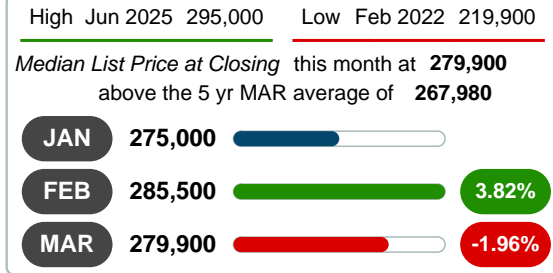 High Jun 2025 295,000 Low Feb 2022 219,900
Median List Price at Closing this month at 279,900
above the 5 yr MAR average of 267,980
JAN 275,000
FEB 285,500 3.82%
MAR 279,900 -1.96%